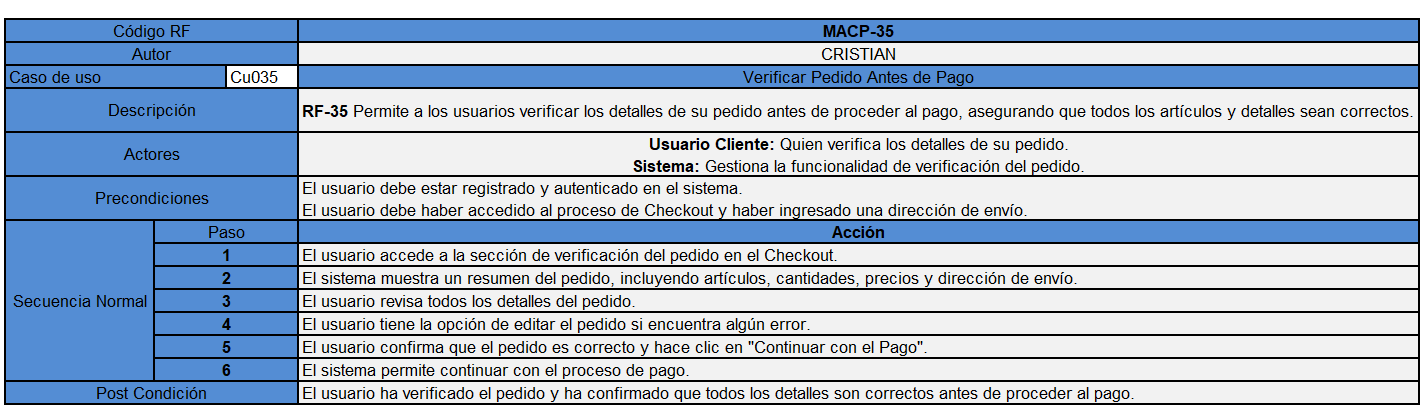 Código RF MACP-35
Autor CRISTIAN
Caso de uso Cu035 Verificar Pedido Antes de Pago
Descripción RF-35 Permite a los usuarios verificar los detalles de su pedido antes de proceder al pago, asegurando que todos los artículos y detalles sean correctos.
Actores Usuario Cliente: Quien verifica los detalles de su pedido.
Sistema: Gestiona la funcionalidad de verificación del pedido.
Precondiciones El usuario debe estar registrado y autenticado en el sistema.
El usuario debe haber accedido al proceso de Checkout y haber ingresado una dirección de envío.
Secuencia Normal Paso Acción
1 El usuario accede a la sección de verificación del pedido en el Checkout.
2 El sistema muestra un resumen del pedido, incluyendo artículos, cantidades, precios y dirección de envío.
3 El usuario revisa todos los detalles del pedido.
4 El usuario tiene la opción de editar el pedido si encuentra algún error.
5 El usuario confirma que el pedido es correcto y hace clic en "Continuar con el Pago".
6 El sistema permite continuar con el proceso de pago.
Post Condición El usuario ha verificado el pedido y ha confirmado que todos los detalles son correctos antes de proceder al pago.